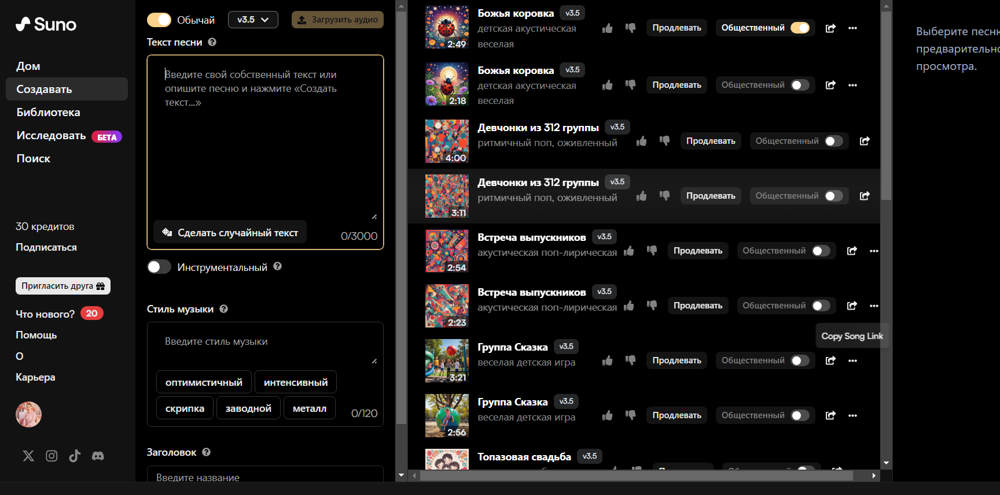 Suno
Дом
Создавать
Библиотека
Исследовать БЕТА
Поиск
30 кредитов
Подписаться
Пригласить друга
Что нового? 20
Помощь
О
Карьера
Обычай v3.5 Загрузить аудио
Текст песни
Введите свой собственный текст или
опишите песню и нажмите «Создать
текст...»
Сделать случайный текст 0/3000
Инструментальный
Стиль музыки
Введите стиль музыки
оптимистичный интенсивный
скрипка заводной металл 0/120
Заголовок
Введите название
Божья коровка v3.5
детская акустическая
веселая
2:49
Продлевать Общественный
Божья коровка v3.5
детская акустическая
веселая
2:18
Продлевать Общественный
Девчонки из 312 группы v3.5
ритмичный поп, оживленный
4:00
Продлевать Общественный
Девчонки из 312 группы v3.5
ритмичный поп, оживленный
3:11
Продлевать Общественный
Встреча выпускников v3.5
акустическая поп-лирическая
2:54
Продлевать Общественный
Встреча выпускников v3.5
акустическая поп-лирическая
2:23
Продлевать Общественный
Copy Song Link
Группа Сказка v3.5
веселая детская игра
3:21
Продлевать Общественный
Группа Сказка v3.5
веселая детская игра
2:56
Продлевать Общественный
Топазовая свадьба v3.5
Выберите песн
предварительно
просмотра.